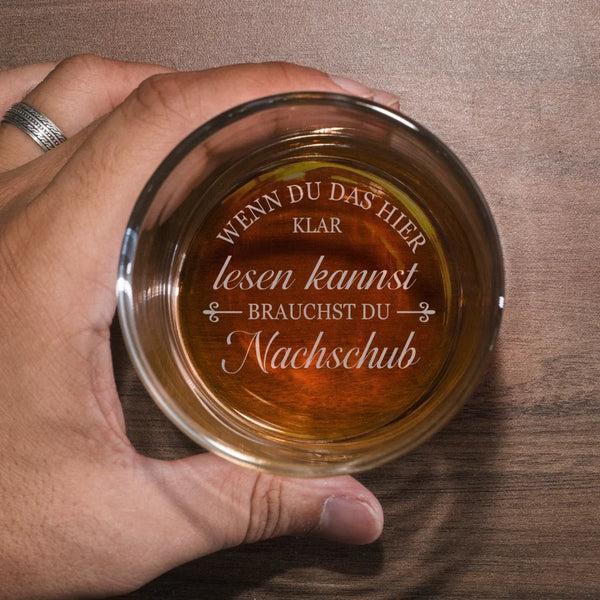 WENN DU DAS HIER
KLAR
lesen kannst
BRAUCHST DU
Nachschub